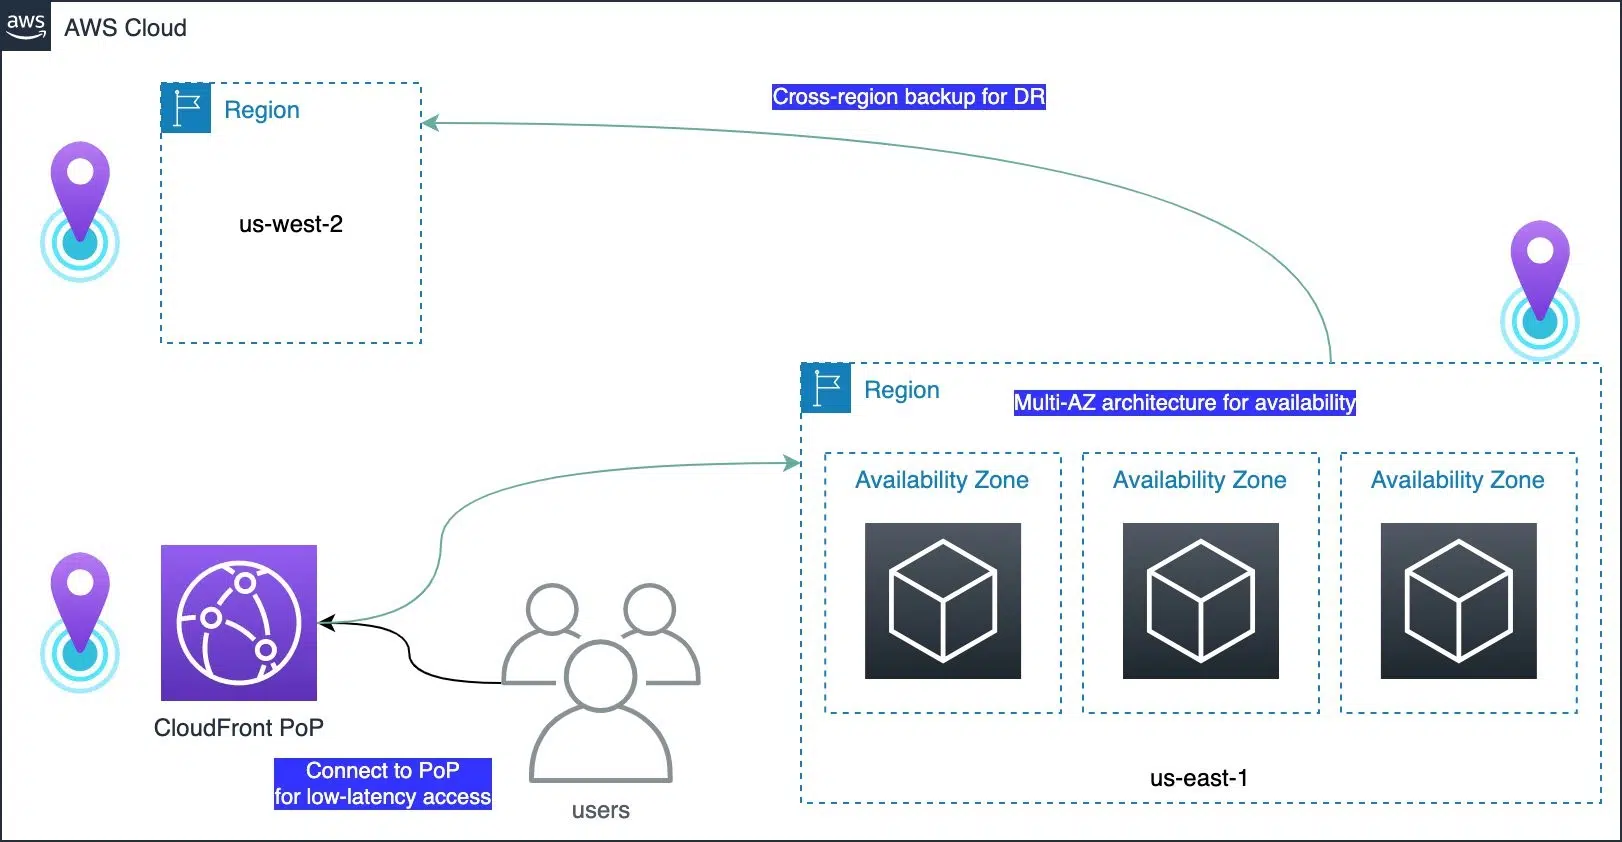 aws
AWS Cloud
Region
us-west-2
Cross-region backup for DR
Region
Multi-AZ architecture for availability
Availability Zone
Availability Zone
Availability Zone
us-east-1
CloudFront PoP
Connect to PoP
for low-latency access
users